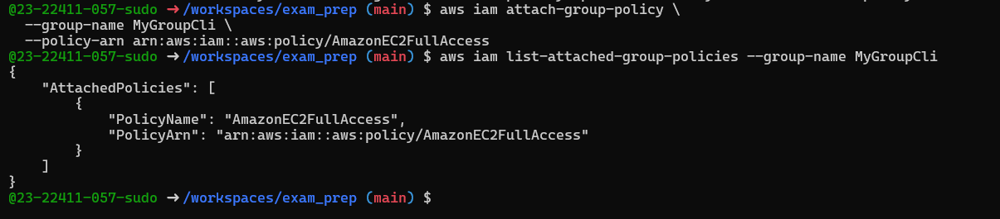 @23-22411-057-sudo → /workspaces/exam_prep (main) $ aws iam attach-group-policy \
  --group-name MyGroupCli \
  --policy-arn arn:aws:iam::aws:policy/AmazonEC2FullAccess
@23-22411-057-sudo → /workspaces/exam_prep (main) $ aws iam list-attached-group-policies --group-name MyGroupCli
{
    "AttachedPolicies": [
        {
            "PolicyName": "AmazonEC2FullAccess",
            "PolicyArn": "arn:aws:iam::aws:policy/AmazonEC2FullAccess"
        }
    ]
}
@23-22411-057-sudo → /workspaces/exam_prep (main) $